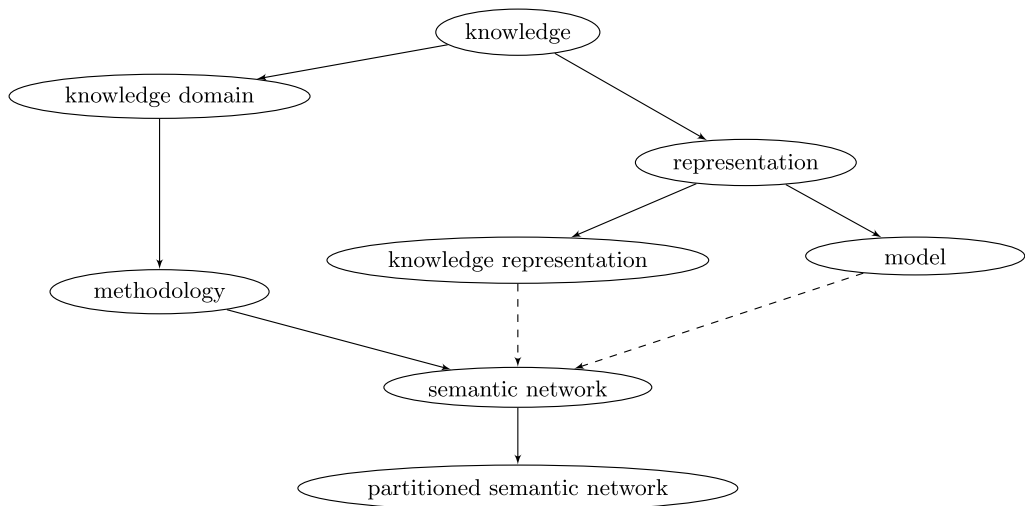 knowledge
knowledge domain
representation
knowledge representation
model
methodology
semantic network
partitioned semantic network